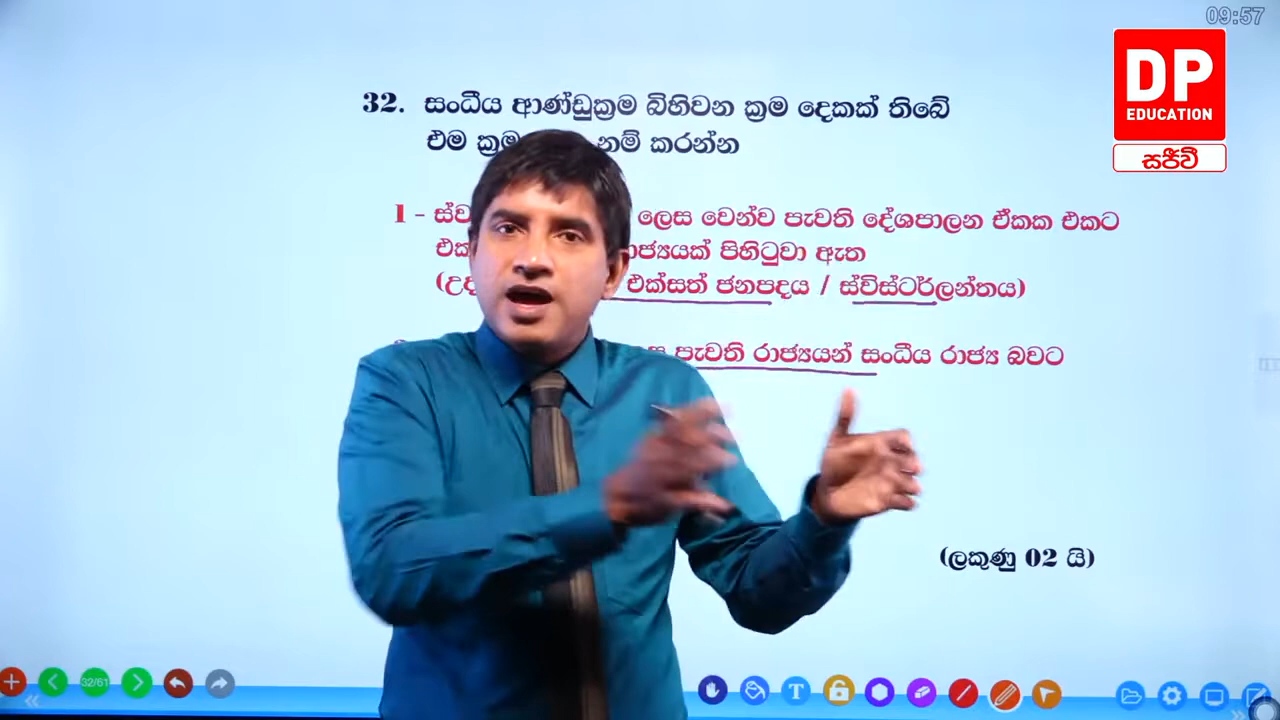 09:57
DP
EDUCATION
සජීවී
32. සංධීය ආණ්ඩුක්‍රම බිහිවන ක්‍රම දෙකක් තිබේ
එම ක්‍රම නම් කරන්න
1 - ලෙස වෙන්ව පැවති දේශපාලන ඒකක එකට
පිහිටුවා ඇත
එක්සත් ජනපදය / ස්විස්ටර්ලන්තය)
පැවති රාජ්‍යයන් සංධීය රාජ්‍ය බවට
(ලකුණු 02 යි)
32/61
T